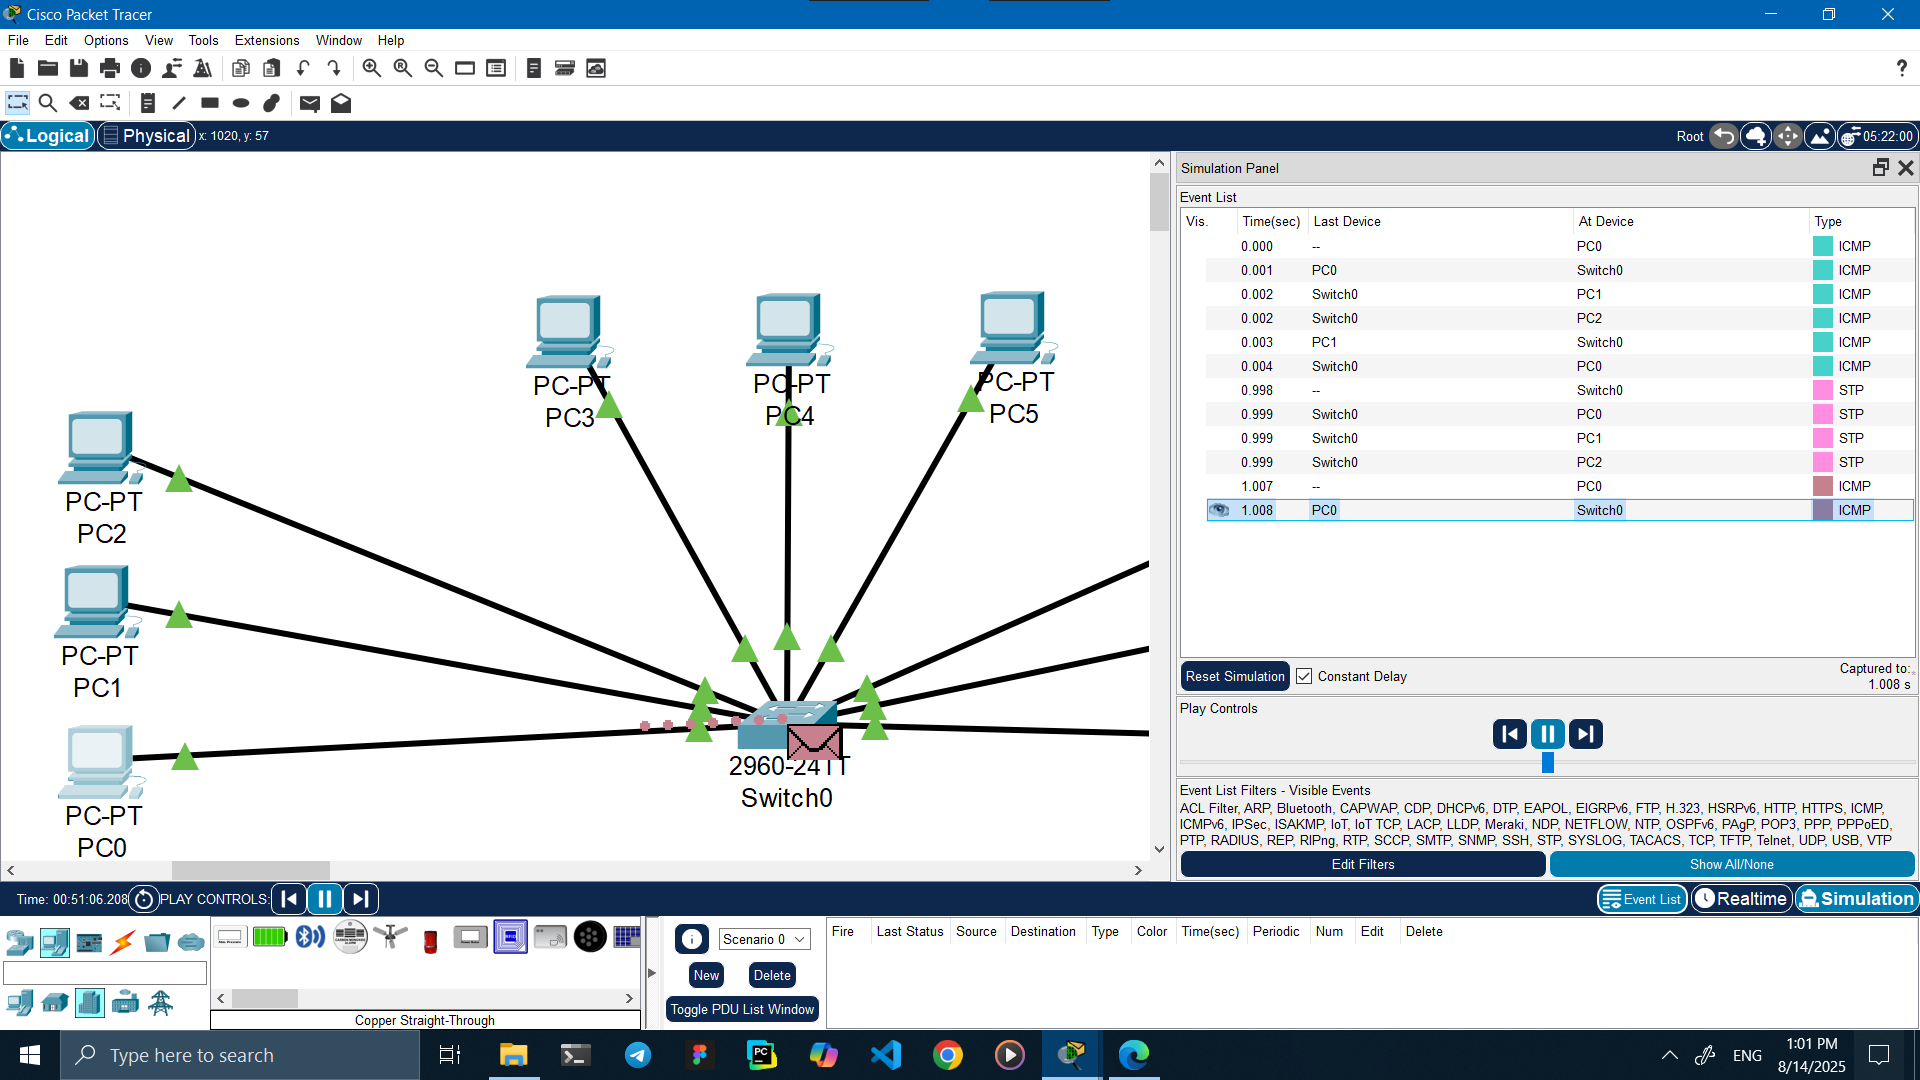 Cisco Packet Tracer
File Edit Options View Tools Extensions Window Help
?
Logical Physical x: 1020, y: 57 Root 05:22:00
Simulation Panel
Event List
Vis. Time(sec) Last Device At Device Type
0.000 -- PC0 ICMP
0.001 PC0 Switch0 ICMP
0.002 Switch0 PC1 ICMP
0.002 Switch0 PC2 ICMP
0.003 PC1 Switch0 ICMP
0.004 Switch0 PC0 ICMP
0.998 -- Switch0 STP
0.999 Switch0 PC0 STP
0.999 Switch0 PC1 STP
0.999 Switch0 PC2 STP
1.007 -- PC0 ICMP
1.008 PC0 Switch0 ICMP
PC-PT
PC3
PC-PT
PC4
PC-PT
PC5
PC-PT
PC2
PC-PT
PC1
PC-PT
PC0
2960-24TT
Switch0
Reset Simulation Constant Delay Captured to:
1.008 s
Play Controls
Event List Filters - Visible Events
ACL Filter, ARP, Bluetooth, CAPWAP, CDP, DHCPv6, DTP, EAPOL, EIGRPv6, FTP, H.323, HSRPv6, HTTP, HTTPS, ICMP,
ICMPv6, IPSec, ISAKMP, IoT, IoT TCP, LACP, LLDP, Meraki, NDP, NETFLOW, NTP, OSPFv6, PAgP, POP3, PPP, PPPoED,
PTP, RADIUS, REP, RIPng, RTP, SCCP, SMTP, SNMP, SSH, STP, SYSLOG, TACACS, TCP, TFTP, Telnet, UDP, USB, VTP
Edit Filters Show All/None
Time: 00:51:06.208 PLAY CONTROLS: Event List Realtime Simulation
Scenario 0
New Delete
Toggle PDU List Window
Fire Last Status Source Destination Type Color Time(sec) Periodic Num Edit Delete
Copper Straight-Through
Type here to search
PC
ENG
1:01 PM
8/14/2025